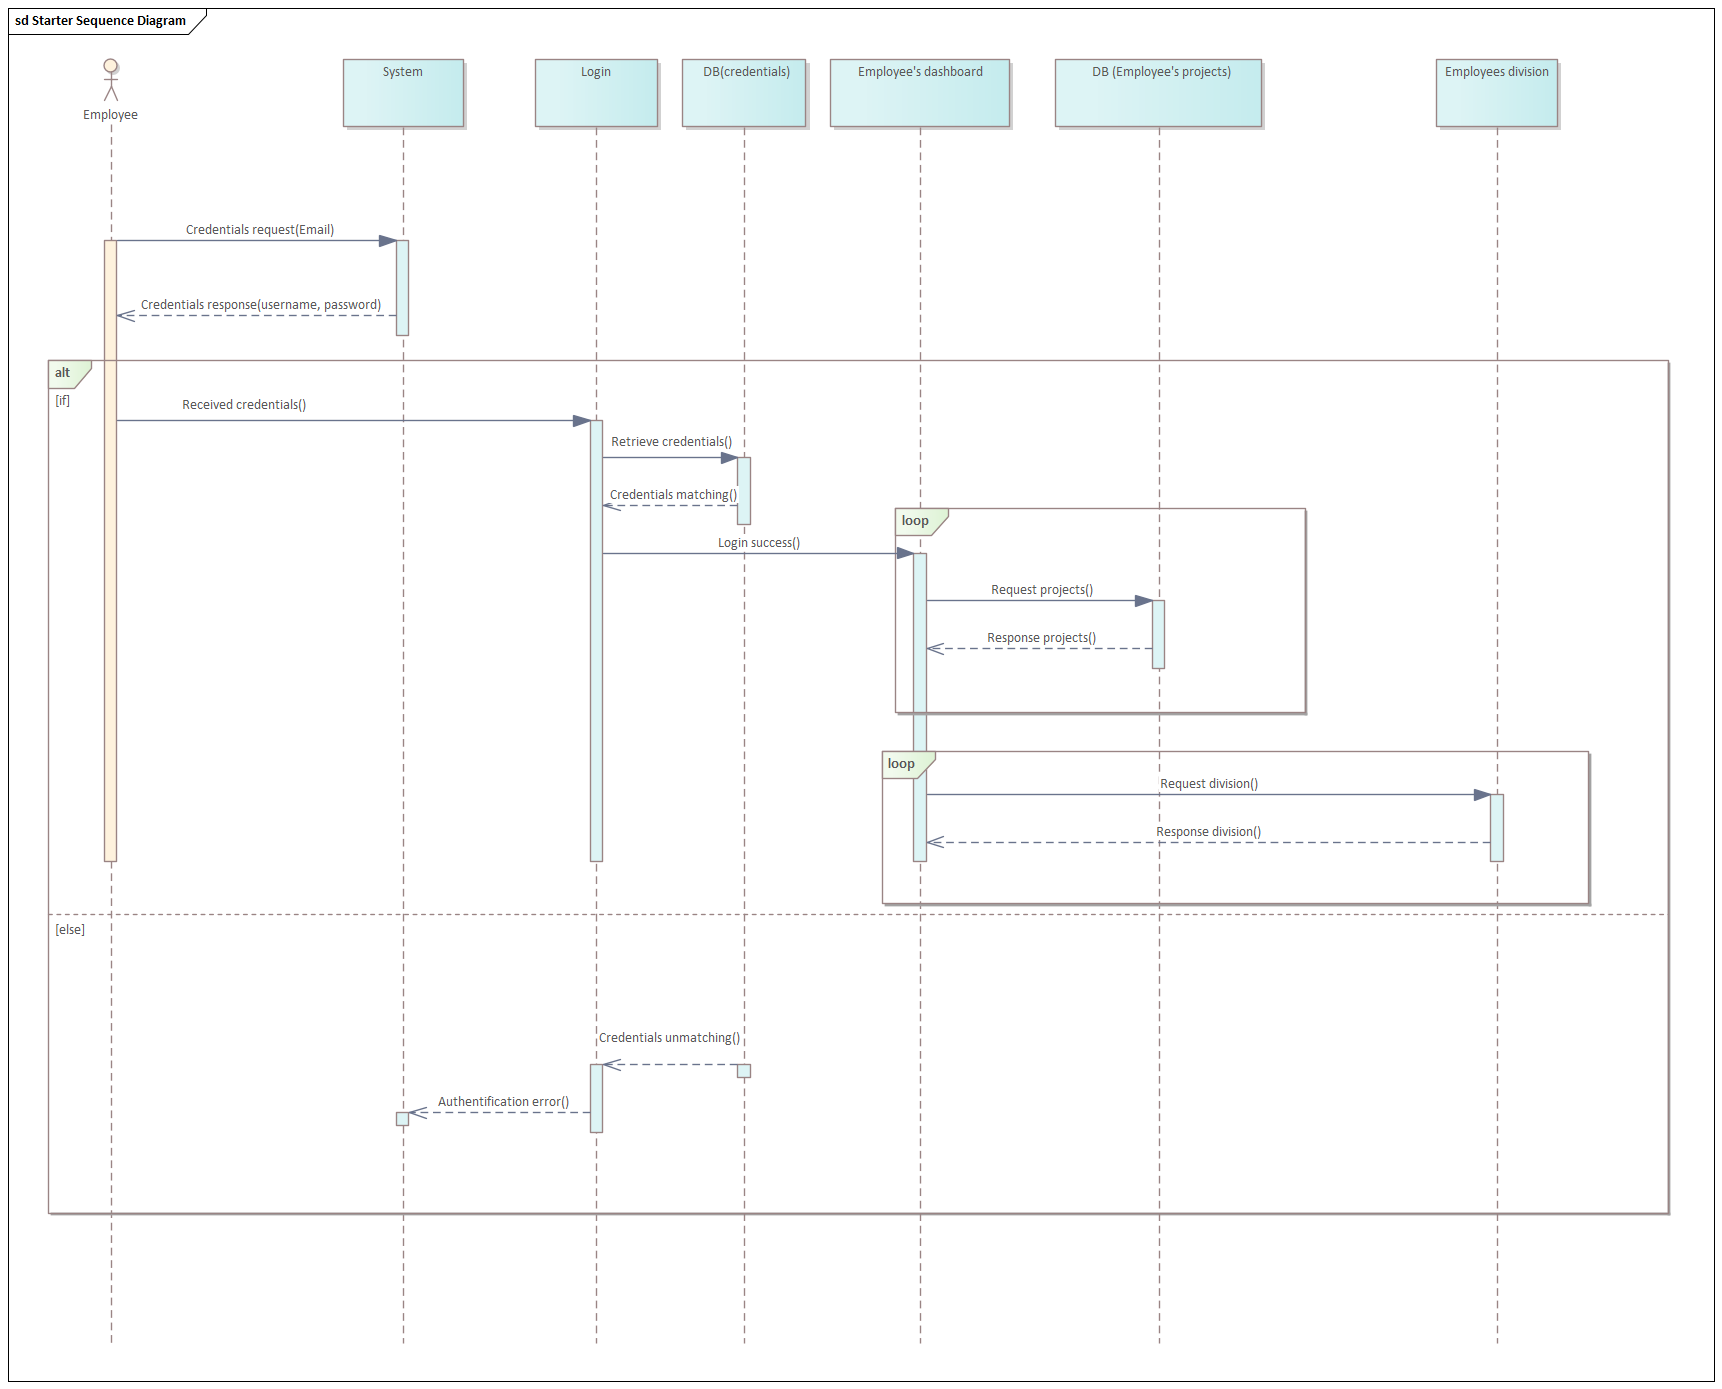 sd Starter Sequence Diagram
Employee
System
Login
DB(credentials)
Employee's dashboard
DB (Employee's projects)
Employees division
Credentials request(Email)
Credentials response(username, password)
alt
[if]
Received credentials()
Retrieve credentials()
Credentials matching()
loop
Login success()
Request projects()
Response projects()
loop
Request division()
Response division()
[else]
Credentials unmatching()
Authentification error()